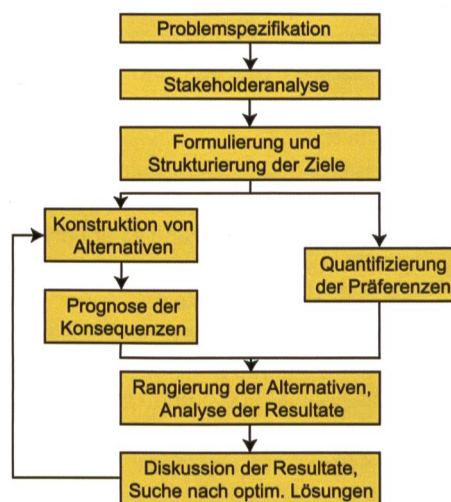 Problemspezifikation
Stakeholderanalyse
Formulierung und
Strukturierung der Ziele
Konstruktion von
Alternativen
Quantifizierung
der Präferenzen
Prognose der
Konsequenzen
Rangierung der Alternativen,
Analyse der Resultate
Diskussion der Resultate,
Suche nach optim. Lösungen